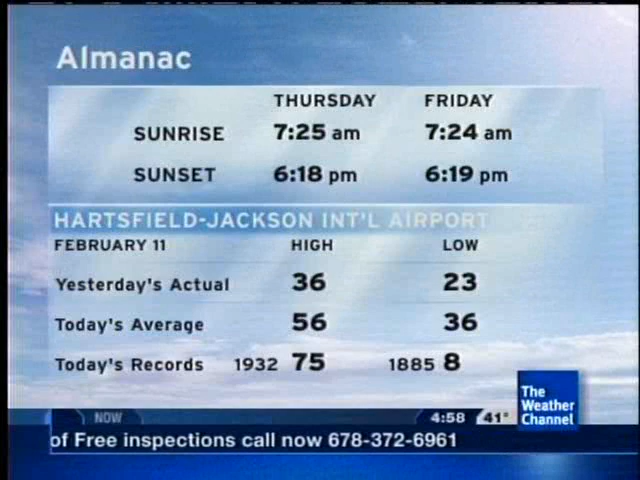 Almanac
THURSDAY FRIDAY
SUNRISE 7:25 am 7:24 am
SUNSET 6:18 pm 6:19 pm
HARTSFIELD-JACKSON INT'L AIRPORT
FEBRUARY 11 HIGH LOW
Yesterday's Actual 36 23
Today's Average 56 36
Today's Records 1932 75 1885 8
The
Weather
Channel
NOW 4:58 41°
of Free inspections call now 678-372-6961